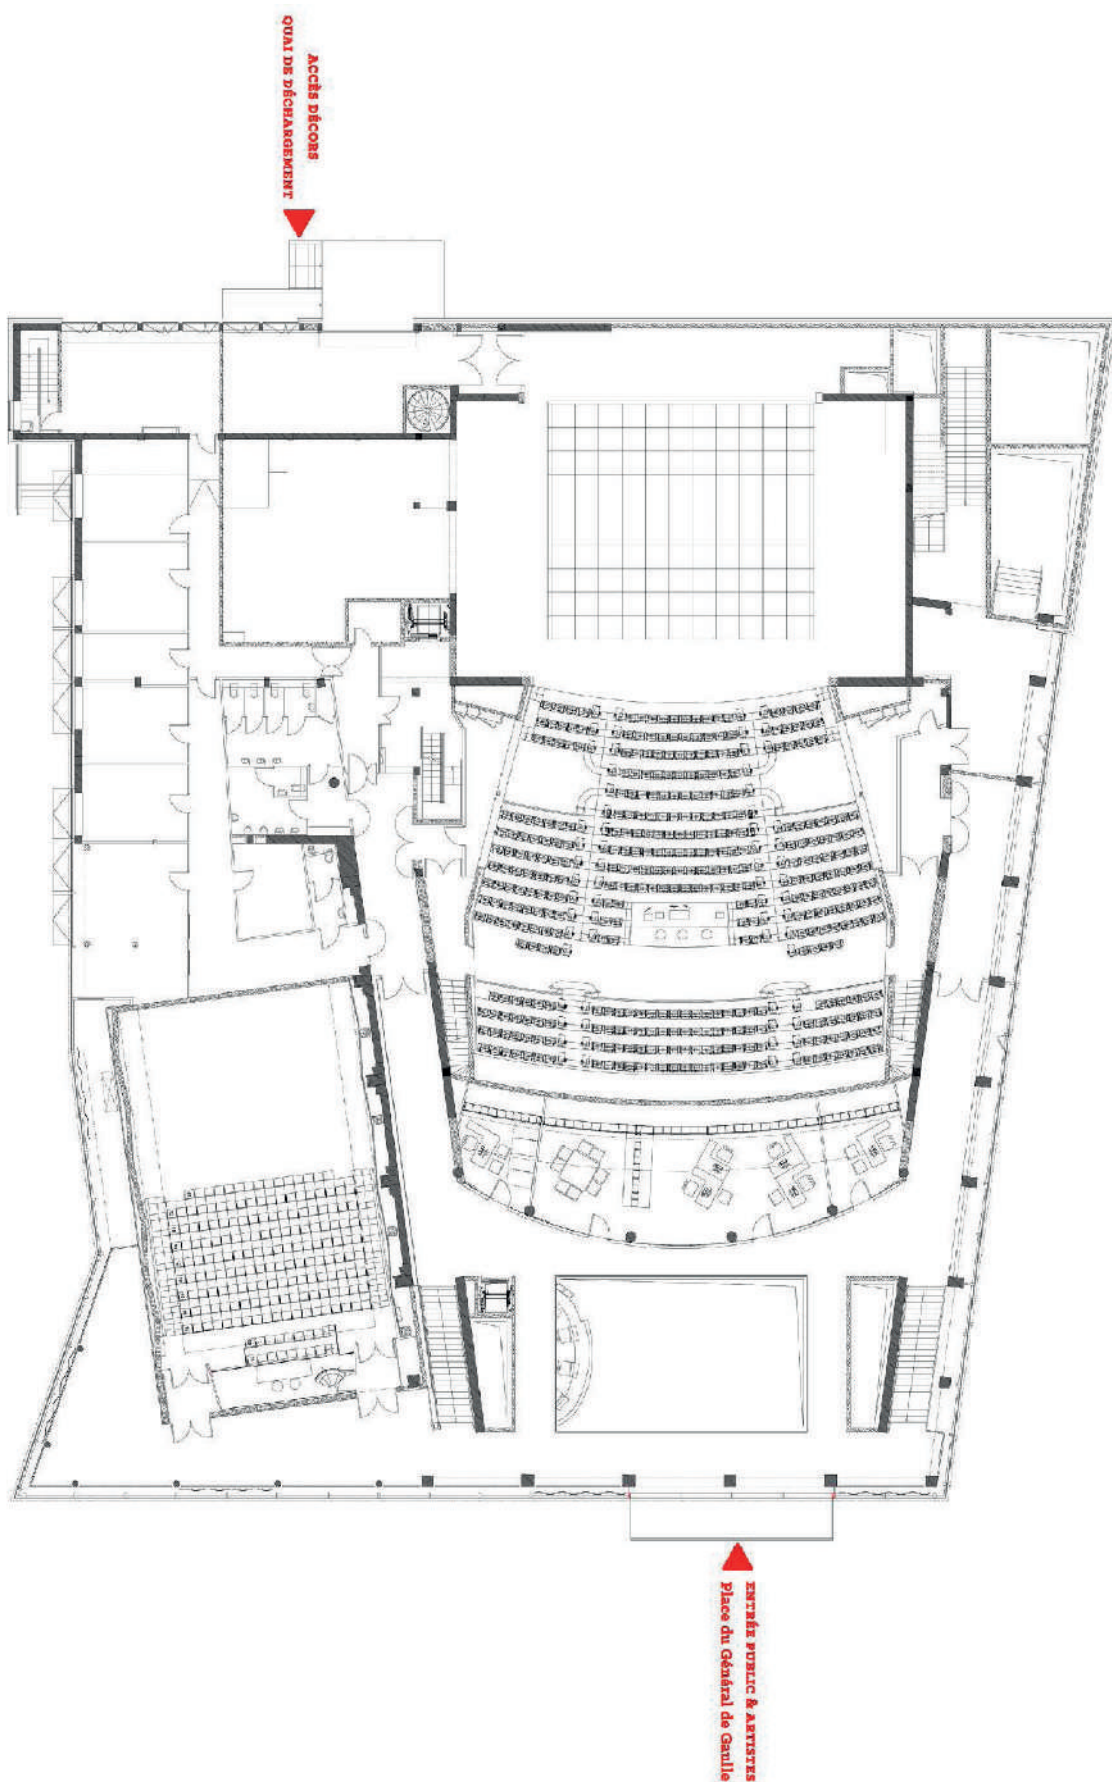 ACCÈS DÉCORS
QUAI DE DÉCHARGEMENT
ENTRÉE PUBLIC & ARTISTES
Place du Général de Gaulle